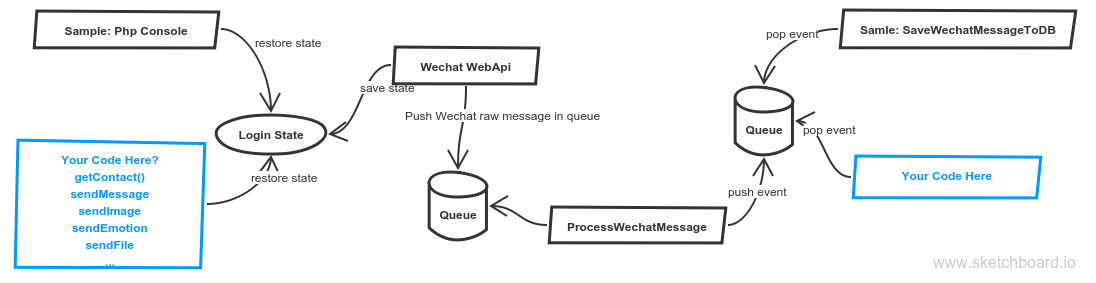 Sample: Php Console
restore state
Wechat WebApi
save state
Push Wechat raw message in queue
Login State
restore state
Your Code Here?
getContact()
sendMessage
sendImage
sendEmotion
sendFile
...
Queue
ProcessWechatMessage
push event
Queue
pop event
Samle: SaveWechatMessageToDB
pop event
Your Code Here
www.sketchboard.io